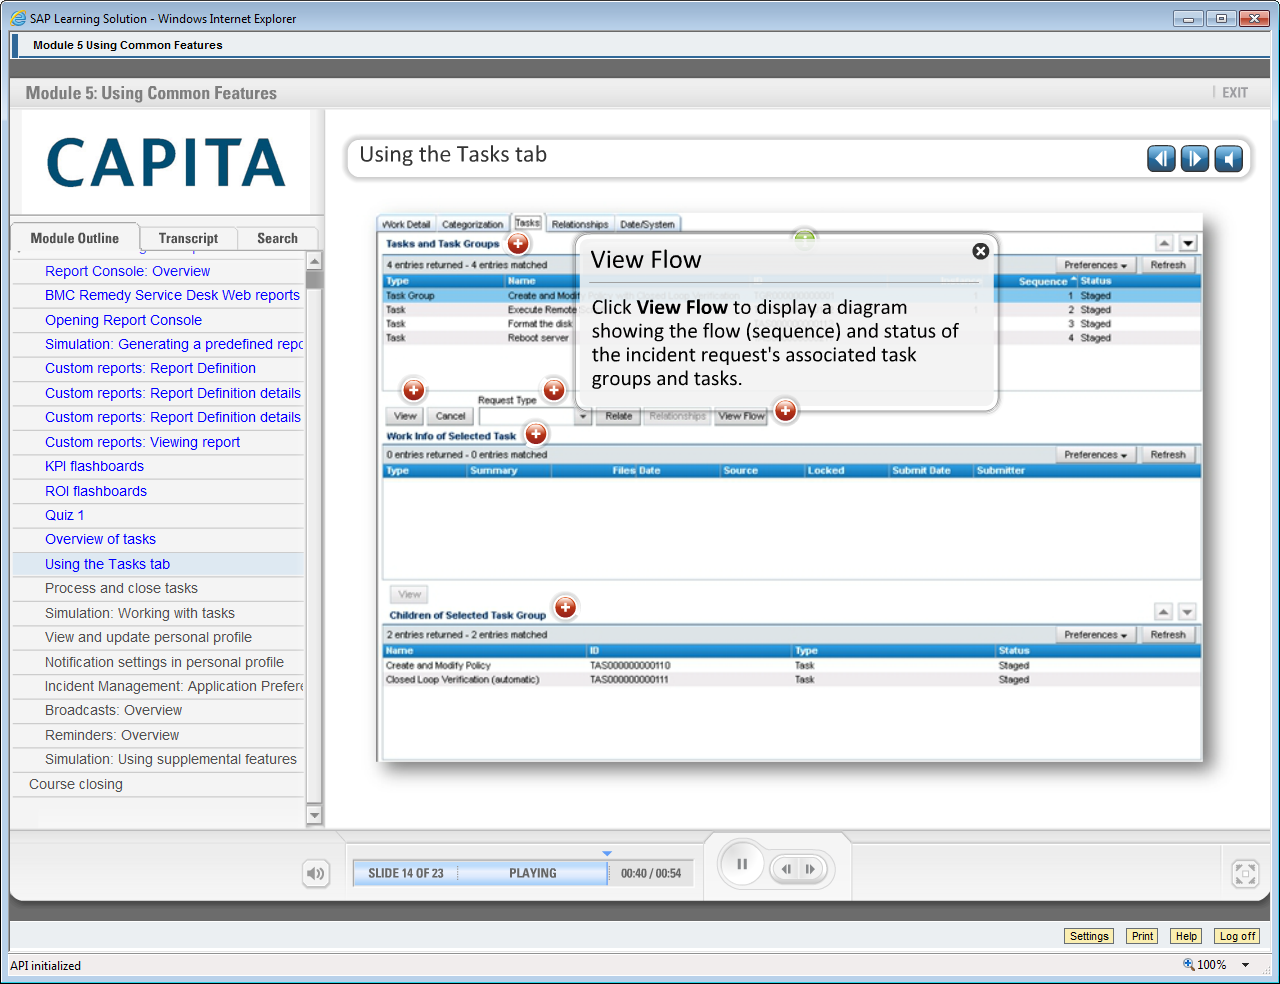 SAP Learning Solution - Windows Internet Explorer
Module 5 Using Common Features
Module 5: Using Common Features
EXIT
CAPITA
Using the Tasks tab
Module Outline
Transcript
Search
Report Console: Overview
BMC Remedy Service Desk Web reports
Opening Report Console
Simulation: Generating a predefined repo
Custom reports: Report Definition
Custom reports: Report Definition details
Custom reports: Report Definition details
Custom reports: Viewing report
KPI flashboards
ROI flashboards
Quiz 1
Overview of tasks
Using the Tasks tab
Process and close tasks
Simulation: Working with tasks
View and update personal profile
Notification settings in personal profile
Incident Management: Application Prefere
Broadcasts: Overview
Reminders: Overview
Simulation: Using supplemental features
Course closing
Work Detail Categorization Tasks Relationships Date/System
Tasks and Task Groups
4 entries returned - 4 entries matched
Preferences Refresh
Type Name Sequence Status
Task Group Create and Modif 1 Staged
Task Execute Remote 2 Staged
Task Format the disk 3 Staged
Task Reboot server 4 Staged
View Flow
Click View Flow to display a diagram
showing the flow (sequence) and status of
the incident request's associated task
groups and tasks.
Request Type
View Cancel Relate Relationships View Flow
Work Info of Selected Task
0 entries returned - 0 entries matched
Preferences Refresh
Type Summary Files Date Source Locked Submit Date Submitter
View
Children of Selected Task Group
2 entries returned - 2 entries matched
Preferences Refresh
Name ID Type Status
Create and Modify Policy TAS000000000110 Task Staged
Closed Loop Verification (automatic) TAS000000000111 Task Staged
SLIDE 14 OF 23 PLAYING 00:40 / 00:54
Settings Print Help Log off
API initialized
100%